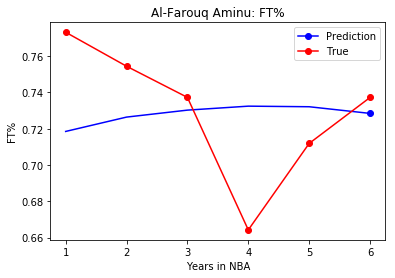 Al-Farouq Aminu: FT%
Prediction
True
0.76
0.74
0.72
0.70
0.68
0.66
FT%
1 2 3 4 5 6
Years in NBA